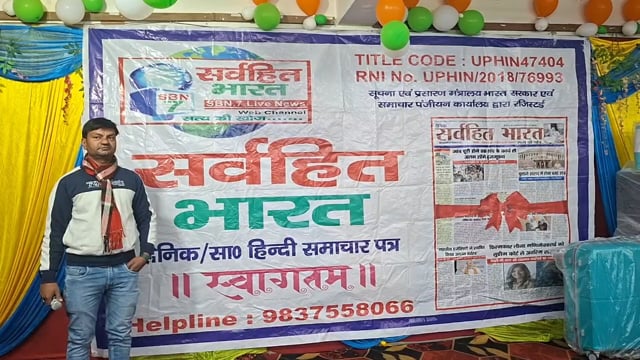 सर्वहित
भारत
SBN
SBN 7 Live News
Web Channel
सत्य की खोज.......
TITLE CODE : UPHIN47404
RNI No. UPHIN/2018/76993
सूचना एवं प्रसारण मंत्रालय भारत सरकार एवं
समाचार पंजीयन कार्यालय द्वारा रजिस्टर्ड
सर्वहित भारत
सर्वहित
भारत
दैनिक/सा० हिन्दी समाचार पत्र
॥ स्वागतम ॥
Helpline : 9837558066